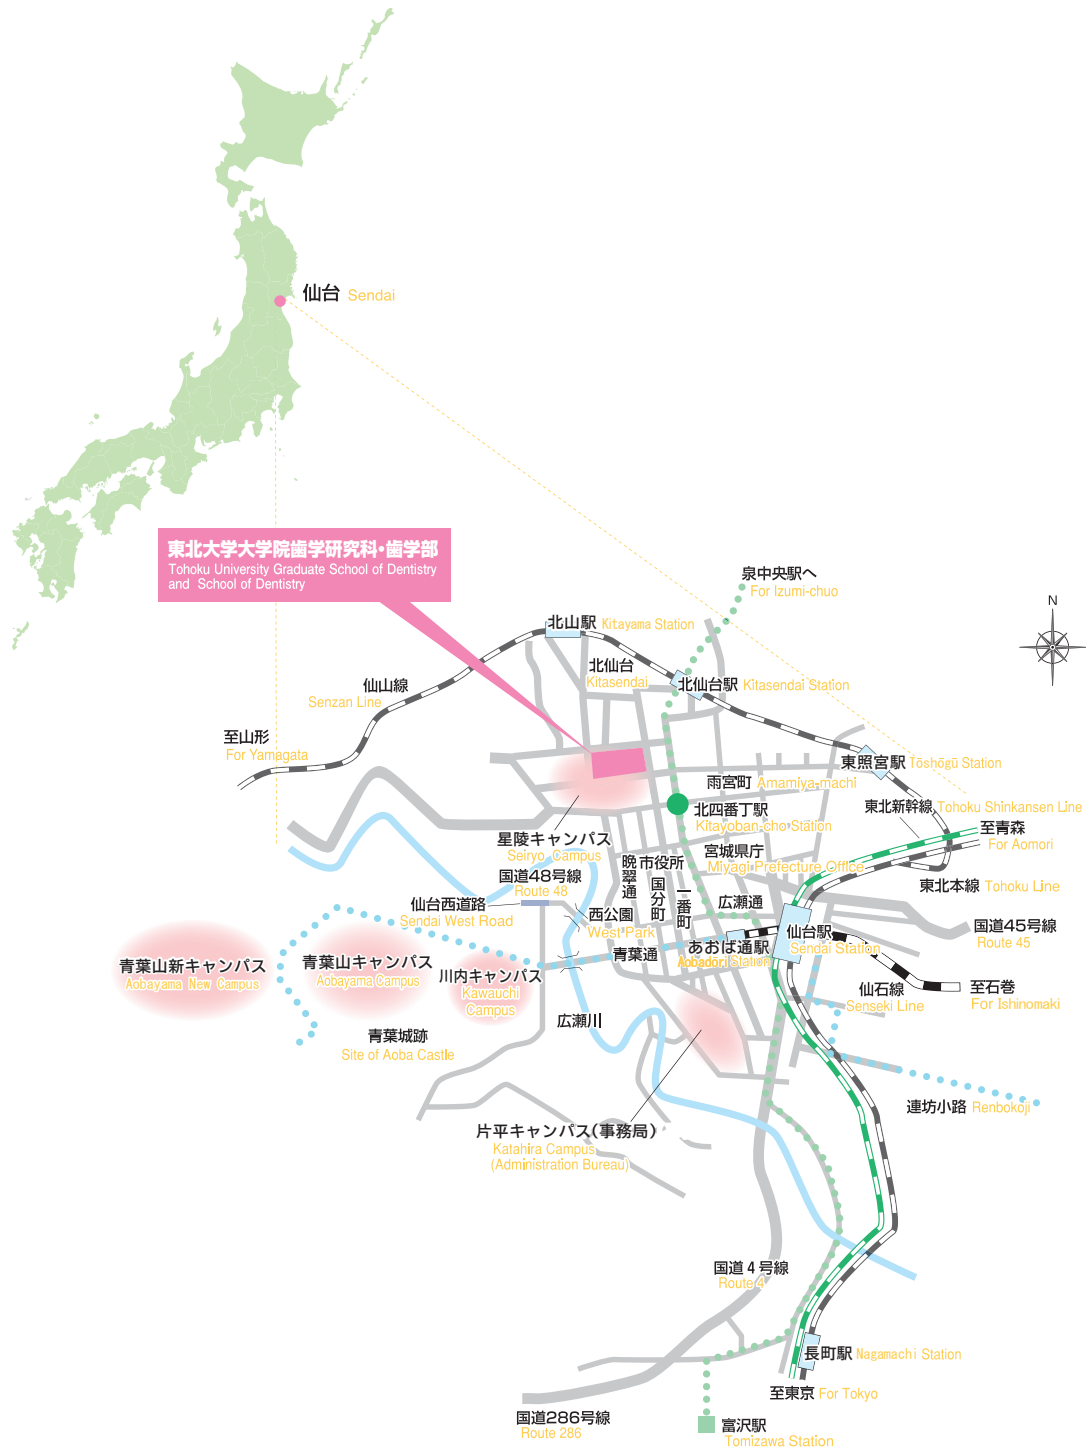 仙台 Sendai
東北大学大学院歯学研究科・歯学部
Tohoku University Graduate School of Dentistry
and School of Dentistry
泉中央駅へ
For Izumi-chuo
N
北山駅 Kitayama Station
北仙台
Kitasendai
北仙台駅 Kitasendai Station
仙山線
Senzan Line
至山形
For Yamagata
東照宮駅 Tōshōgū Station
雨宮町 Amamiya-machi
東北新幹線 Tohoku Shinkansen Line
北四番丁駅
Kitayoban-cho Station
至青森
For Aomori
星陵キャンパス
Seiryo Campus
宮城県庁
Miyagi Prefecture Office
市役所
晩翠通
国分町
一番町
国道48号線
Route 48
東北本線 Tohoku Line
仙台西道路
Sendai West Road
西公園
West Park
広瀬通
国道45号線
Route 45
仙台駅
Sendai Station
青葉通
あおば通駅
Aobadōri Station
青葉山新キャンパス
Aobayama New Campus
青葉山キャンパス
Aobayama Campus
川内キャンパス
Kawauchi
Campus
仙石線
Senseki Line
至石巻
For Ishinomaki
広瀬川
青葉城跡
Site of Aoba Castle
連坊小路 Renbokoji
片平キャンパス(事務局)
Katahira Campus
(Administration Bureau)
国道4号線
Route 4
長町駅 Nagamachi Station
至東京 For Tokyo
国道286号線
Route 286
富沢駅
Tomizawa Station